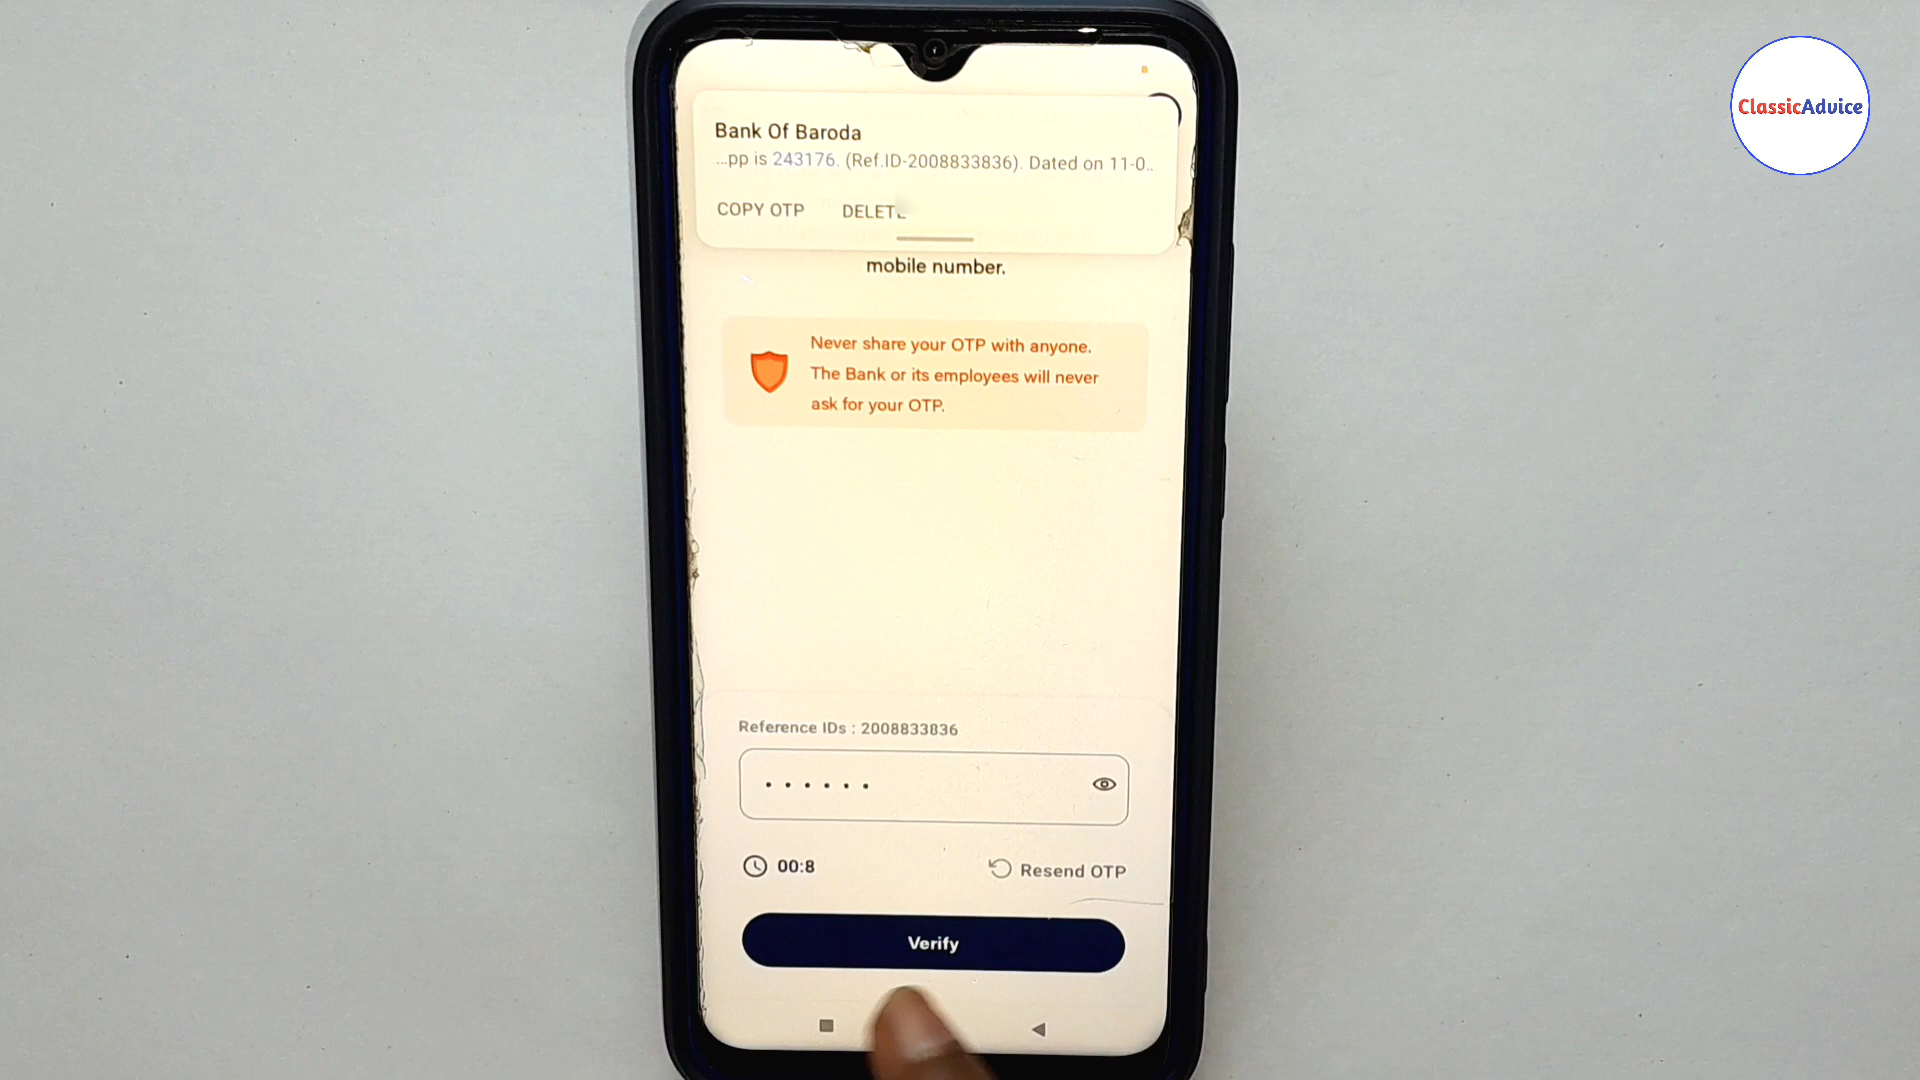 ClassicAdvice
Bank Of Baroda
...pp is 243176. (Ref.ID-2008833836). Dated on 11-0..
COPY OTP DELETE
mobile number.
Never share your OTP with anyone.
The Bank or its employees will never
ask for your OTP.
Reference IDs : 2008833836
00:8
Resend OTP
Verify